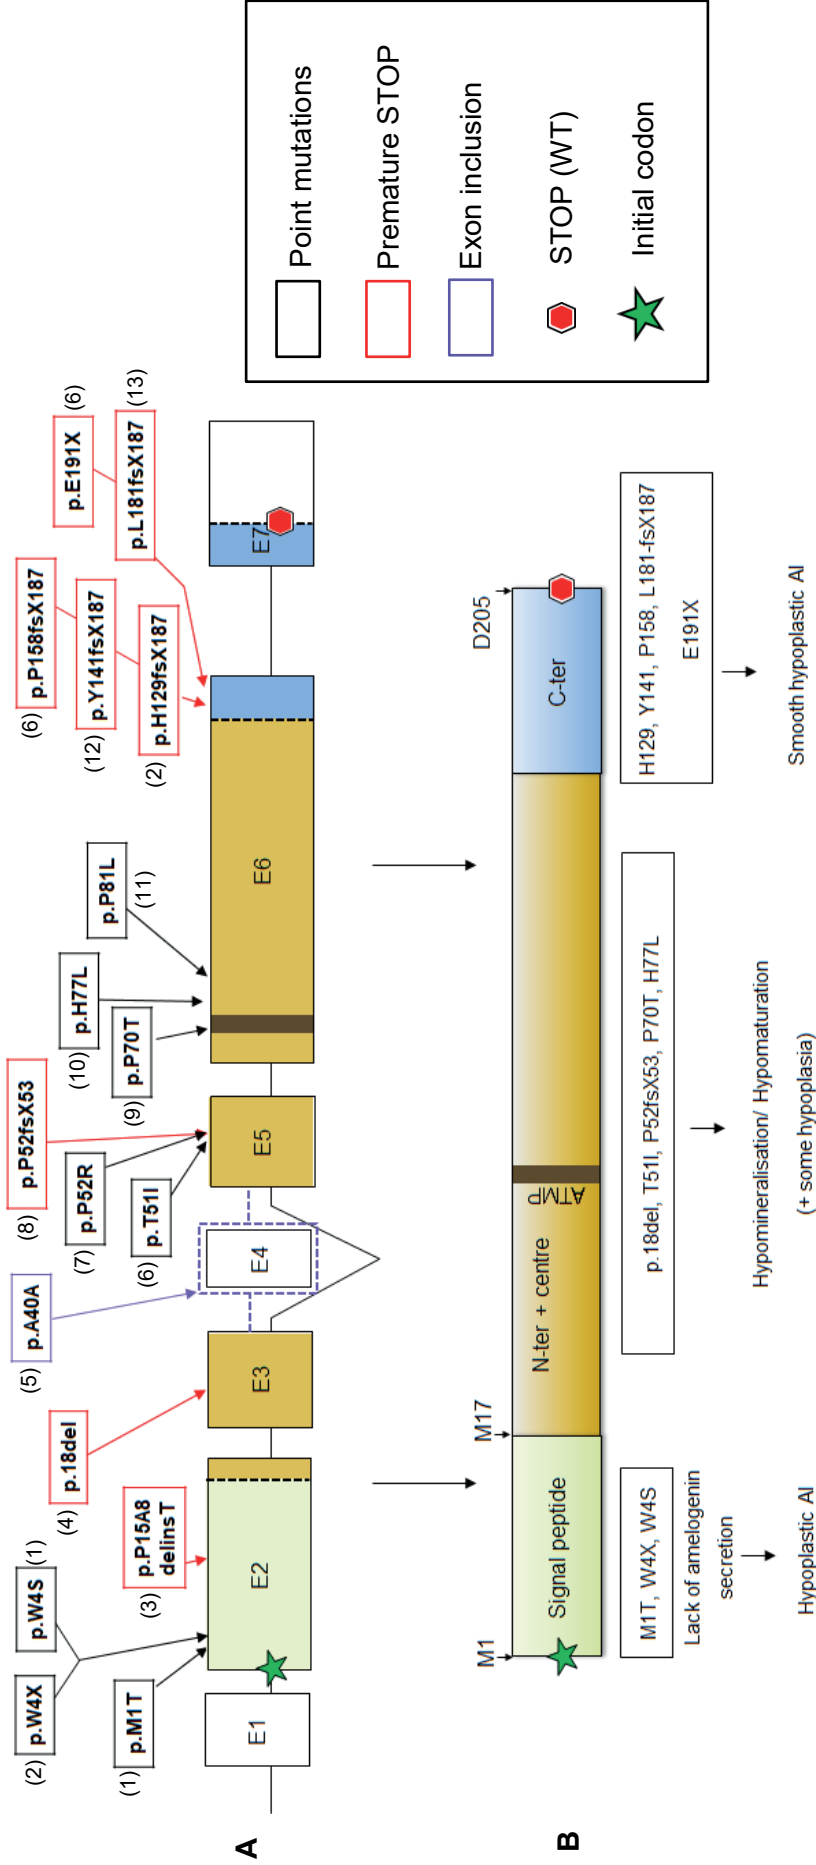 A
(2) p.W4X
p.W4S (1)
(1) p.M1T
(3) p.P15A8
delins T
(4) p.18del
(5) p.A40A
(6) p.T51I
(7) p.P52R
(8) p.P52fsX53
(9) p.P70T
(10) p.H77L
p.P81L
(11)
(2) p.H129fsX187
(12) p.Y141fsX187
(6) p.P158fsX187
p.L181fsX187 (13)
p.E191X (6)
E1
E2
E3
E4
E5
E6
E7
B
M1
M17
D205
Signal peptide
N-ter + centre
ATMP
C-ter
M1T, W4X, W4S
Lack of amelogenin
secretion
Hypoplastic AI
p.18del, T51I, P52fsX53, P70T, H77L
Hypomineralisation/ Hypomaturation
(+ some hypoplasia)
H129, Y141, P158, L181-fsX187
E191X
Smooth hypoplastic AI
Point mutations
Premature STOP
Exon inclusion
STOP (WT)
Initial codon